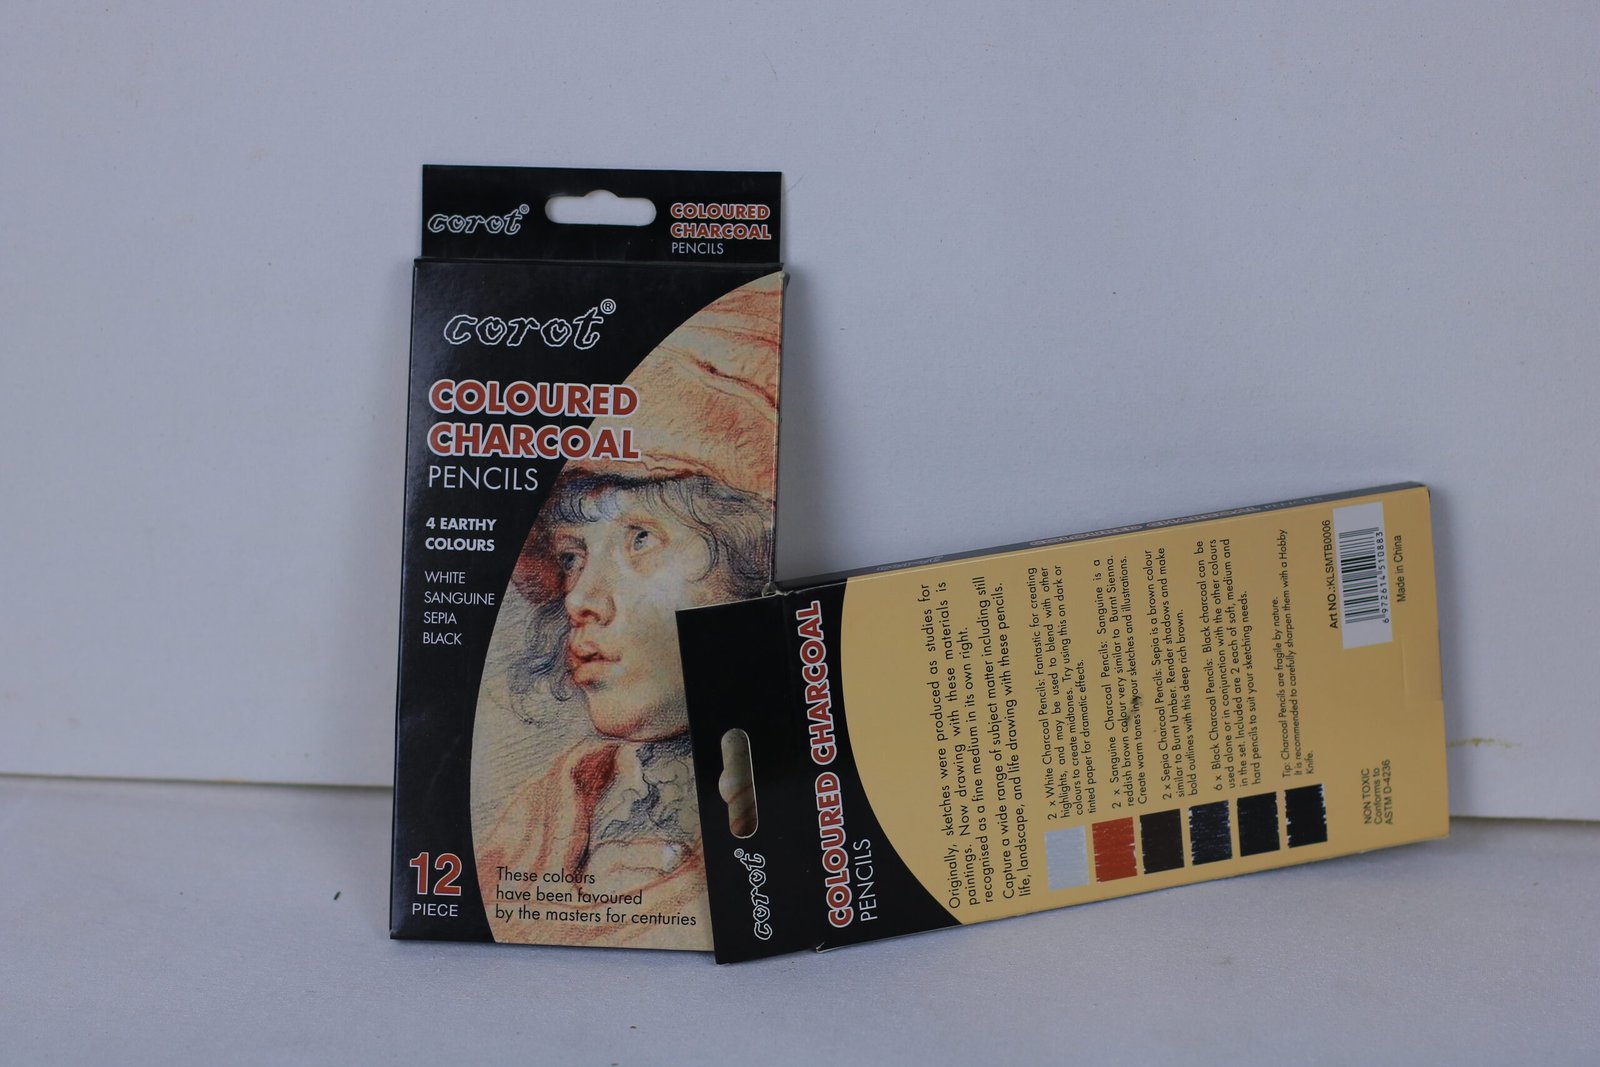 corot®
COLOURED
CHARCOAL
PENCILS
corot®
COLOURED
CHARCOAL
PENCILS
4 EARTHY
COLOURS
WHITE
SANGUINE
SEPIA
BLACK
12
PIECE
These colours
have been favoured
by the masters for centuries
corot®
COLOURED CHARCOAL
PENCILS
COLOURED CHARCOAL PENCILS
Originally, sketches were produced as studies for
paintings. Now drawing with these materials is
recognised as a fine medium in its own right.
Capture a wide range of subject matter including still
life, landscape, and life drawing with these pencils.
2 x White Charcoal Pencils: Fantastic for creating
highlights, and may be used to blend with other
colours to create midtones. Try using this on dark or
tinted paper for dramatic effects.
2 x Sanguine Charcoal Pencils: Sanguine is a
reddish brown colour very similar to Burnt Sienna.
Create warm tones in your sketches and illustrations.
2 x Sepia Charcoal Pencils: Sepia is a brown colour
similar to Burnt Umber. Render shadows and make
bold outlines with this deep rich brown.
6 x Black Charcoal Pencils: Black charcoal can be
used alone or in conjunction with the other colours
in the set. Included are 2 each of soft, medium and
hard pencils to suit your sketching needs.
Tip: Charcoal Pencils are fragile by nature.
It is recommended to carefully sharpen them with a Hobby
Knife.
Art NO.:KLSMTB0006
6 972614 510883
Made in China
NON TOXIC
Conforms to
ASTM D-4236